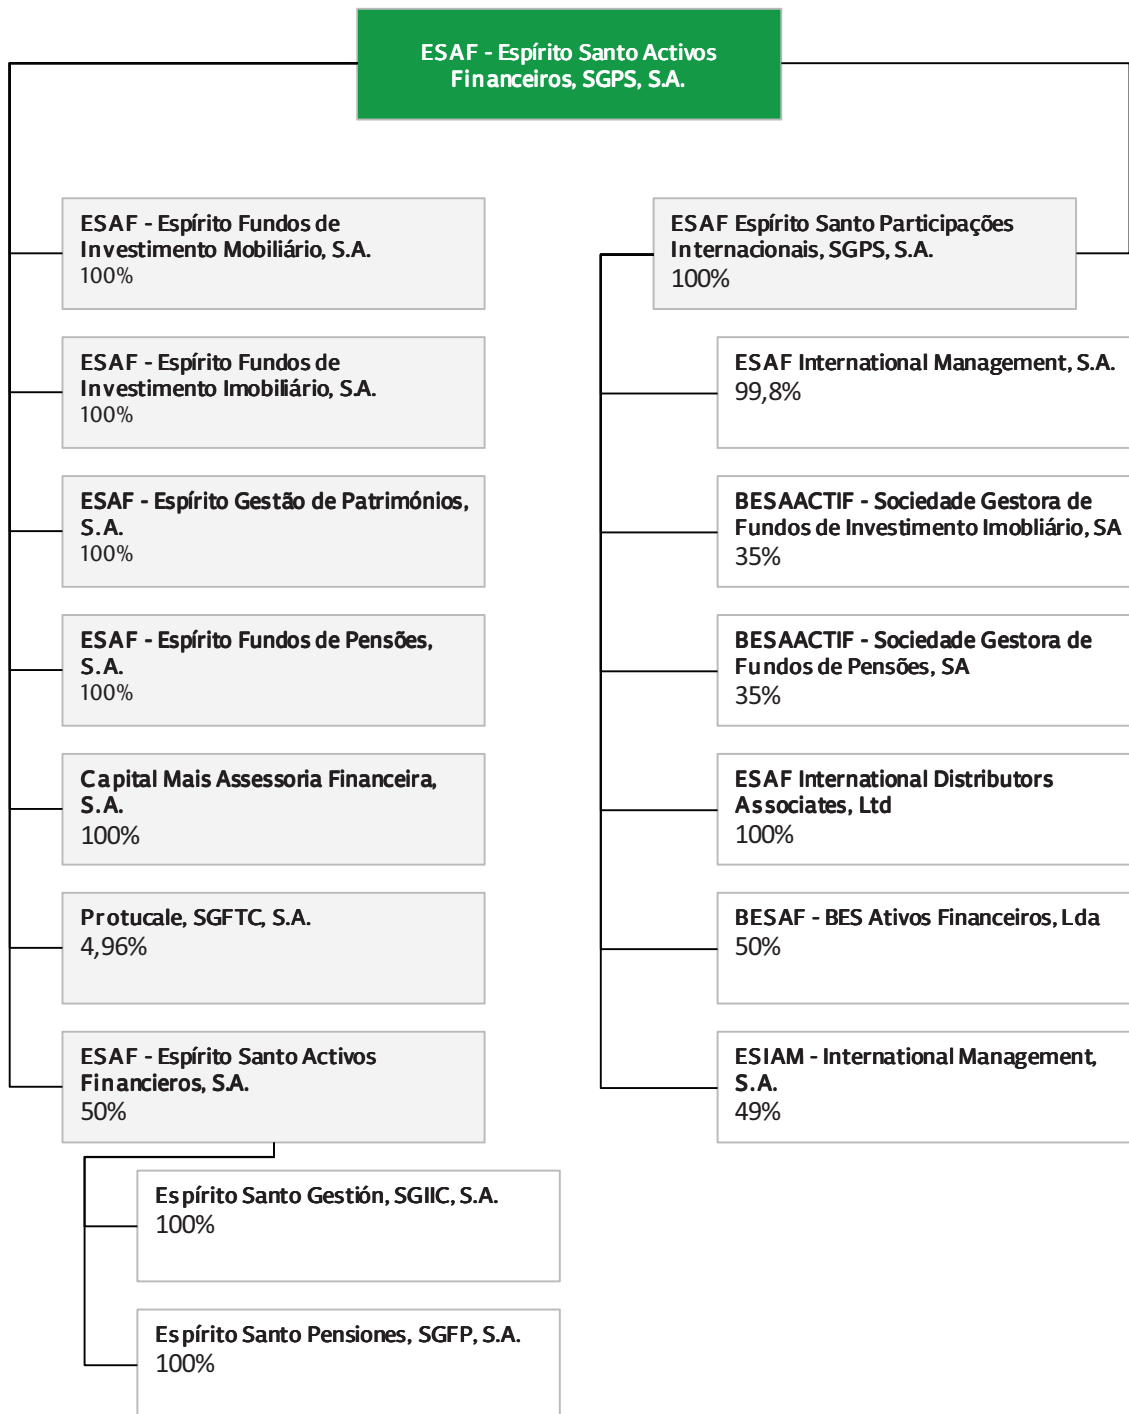 ESAF - Espírito Santo Activos
Financeiros, SGPS, S.A.
ESAF - Espírito Fundos de
Investimento Mobiliário, S.A.
100%
ESAF - Espírito Fundos de
Investimento Imobiliário, S.A.
100%
ESAF - Espírito Gestão de Patrimónios,
S.A.
100%
ESAF - Espírito Fundos de Pensões,
S.A.
100%
Capital Mais Assessoria Financeira,
S.A.
100%
Protucale, SGFTC, S.A.
4,96%
ESAF - Espírito Santo Activos
Financieros, S.A.
50%
Espírito Santo Gestión, SGIIC, S.A.
100%
Espírito Santo Pensiones, SGFP, S.A.
100%
ESAF Espírito Santo Participações
Internacionais, SGPS, S.A.
100%
ESAF International Management, S.A.
99,8%
BESAACTIF - Sociedade Gestora de
Fundos de Investimento Imobliário, SA
35%
BESAACTIF - Sociedade Gestora de
Fundos de Pensões, SA
35%
ESAF International Distributors
Associates, Ltd
100%
BESAF - BES Ativos Financeiros, Lda
50%
ESIAM - International Management,
S.A.
49%